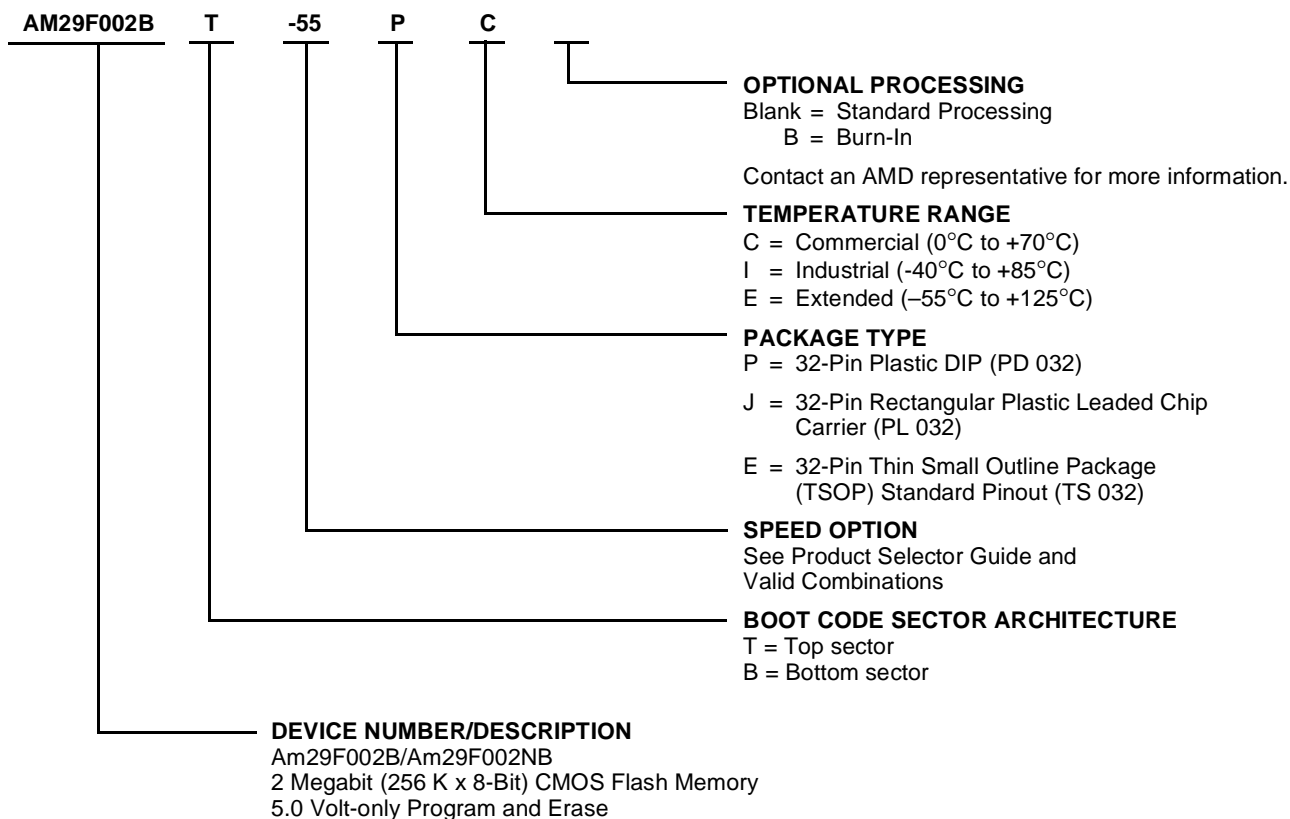 AM29F002B T -55 P C
OPTIONAL PROCESSING
Blank = Standard Processing
B = Burn-In
Contact an AMD representative for more information.
TEMPERATURE RANGE
C = Commercial (0°C to +70°C)
I = Industrial (-40°C to +85°C)
E = Extended (–55°C to +125°C)
PACKAGE TYPE
P = 32-Pin Plastic DIP (PD 032)
J = 32-Pin Rectangular Plastic Leaded Chip
Carrier (PL 032)
E = 32-Pin Thin Small Outline Package
(TSOP) Standard Pinout (TS 032)
SPEED OPTION
See Product Selector Guide and
Valid Combinations
BOOT CODE SECTOR ARCHITECTURE
T = Top sector
B = Bottom sector
DEVICE NUMBER/DESCRIPTION
Am29F002B/Am29F002NB
2 Megabit (256 K x 8-Bit) CMOS Flash Memory
5.0 Volt-only Program and Erase